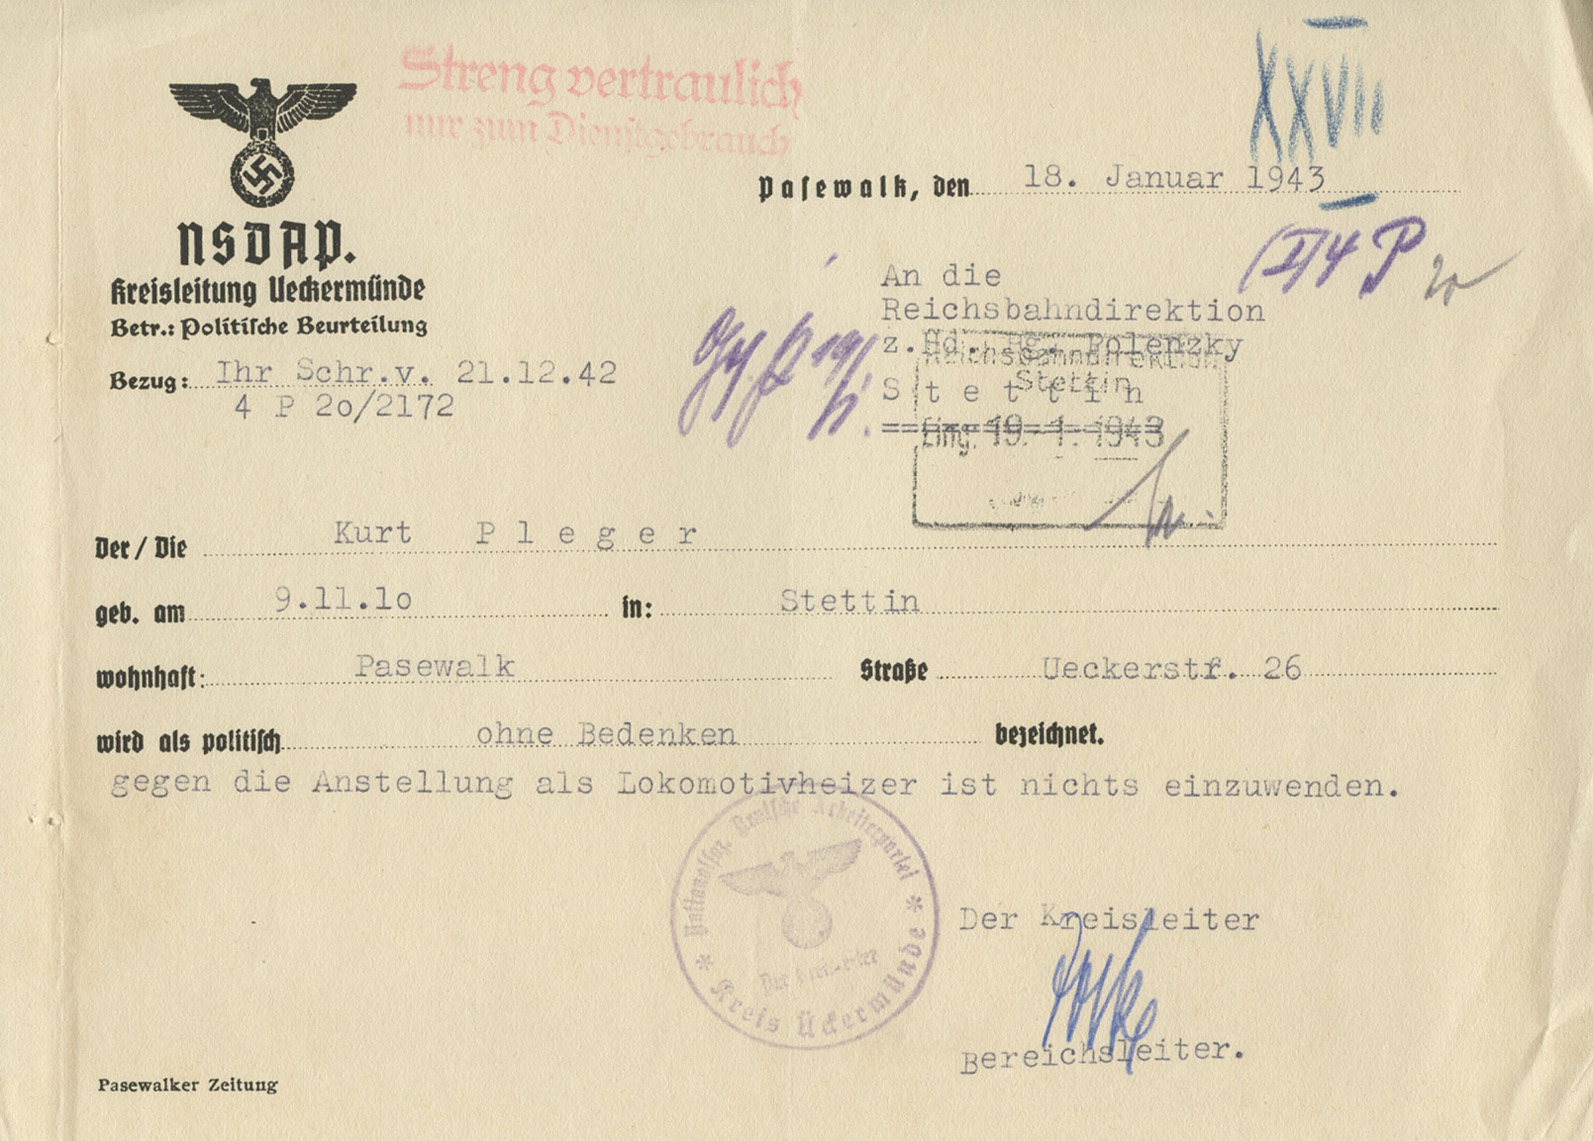 Streng vertraulich
nur zum Dienstgebrauch
XXVII
NSDAP.
Kreisleitung Ueckermünde
Betr.: Politische Beurteilung
Bezug: Ihr Schr.v. 21.12.42
4 P 2o/2172
Pasewalk, den 18. Januar 1943
(I) 4 P
20
An die
Reichsbahndirektion
z.Hd. Pg. Polenzky
Stettin
==============
Reichsbahndirektion
Stettin
Eing. 19. 1. 1943
Der / Die Kurt Pleger
geb. am 9.11.1o in: Stettin
wohnhaft: Pasewalk Straße Ueckerstr. 26
wird als politisch ohne Bedenken bezeichnet.
gegen die Anstellung als Lokomotivheizer ist nichts einzuwenden.
Nationalsoz. Deutsche Arbeiterpartei
Der Kreisleiter
* Kreis Ückermünde *
Der Kreisleiter
Bereichsleiter.
Pasewalker Zeitung